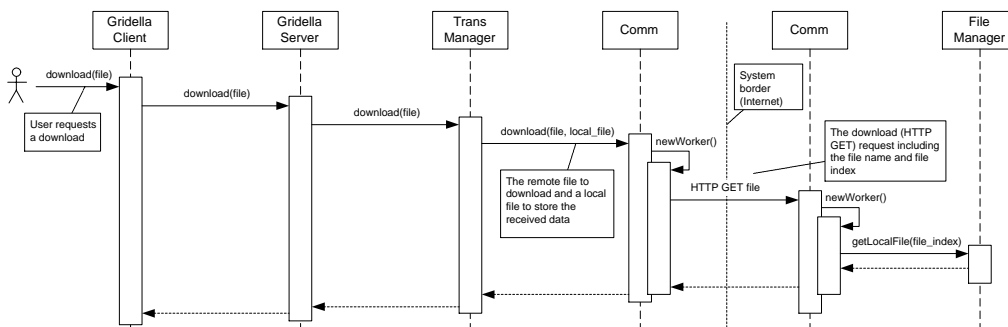 Gridella
Client
Gridella
Server
Trans
Manager
Comm
Comm
File
Manager
download(file)
User requests
a download
download(file)
download(file)
download(file, local_file)
The remote file to
download and a local
file to store the
received data
newWorker()
System
border
(Internet)
The download (HTTP
GET) request including
the file name and file
index
HTTP GET file
newWorker()
getLocalFile(file_index)